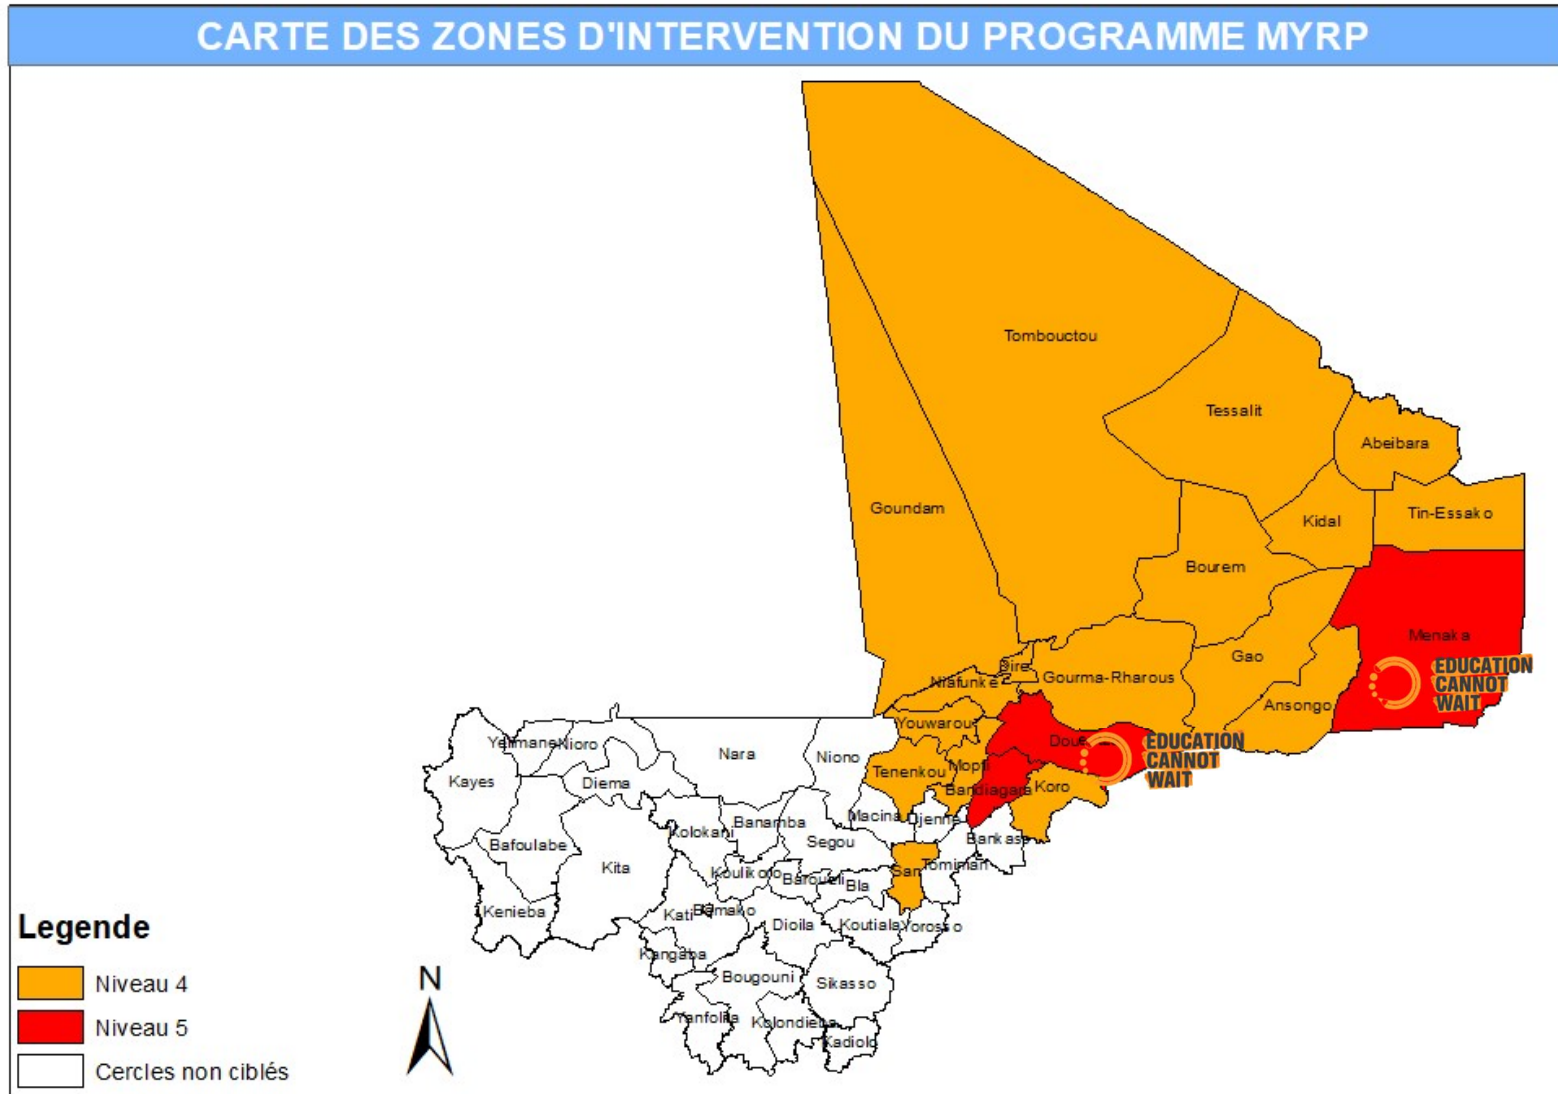 CARTE DES ZONES D'INTERVENTION DU PROGRAMME MYRP
Tombouctou
Tessalit
Abeibara
Goundam
Kidal
Tin-Essako
Bourem
Menaka
Gao
Dire
Niafunke
Gourma-Rharous
Ansongo
EDUCATION
CANNOT
WAIT
Youwarou
Doue
EDUCATION
CANNOT
WAIT
Yelimane
Nioro
Nara
Niono
Tenenkou
Mopti
Kayes
Diema
Bandiagara
Koro
Macina
Djenne
Banamba
Kolokani
Segou
Bankass
Bafoulabe
Kita
Koulikoro
Baroueli
Bla
San
Tominian
Kenieba
Kati
Bamako
Dioila
Koutiala
Yorosso
Kangaba
Bougouni
Sikasso
Yanfolila
Kolondieba
Kadiolo
N
Legende
Niveau 4
Niveau 5
Cercles non ciblés